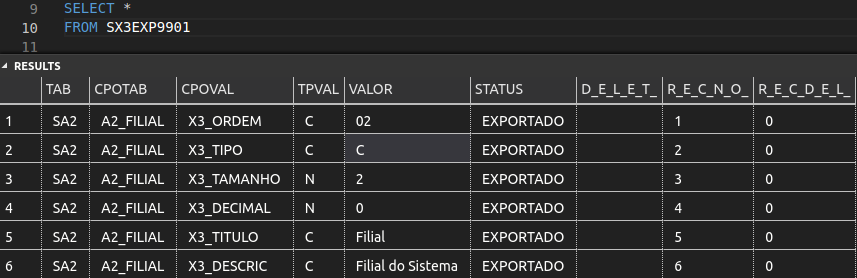 9 SELECT *
10 FROM SX3EXP9901
11
RESULTS
TAB CPOTAB CPOVAL TPVAL VALOR STATUS D_E_L_E_T_ R_E_C_N_O_ R_E_C_D_E_L_
1 SA2 A2_FILIAL X3_ORDEM C 02 EXPORTADO 1 0
2 SA2 A2_FILIAL X3_TIPO C C EXPORTADO 2 0
3 SA2 A2_FILIAL X3_TAMANHO N 2 EXPORTADO 3 0
4 SA2 A2_FILIAL X3_DECIMAL N 0 EXPORTADO 4 0
5 SA2 A2_FILIAL X3_TITULO C Filial EXPORTADO 5 0
6 SA2 A2_FILIAL X3_DESCRIC C Filial do Sistema EXPORTADO 6 0